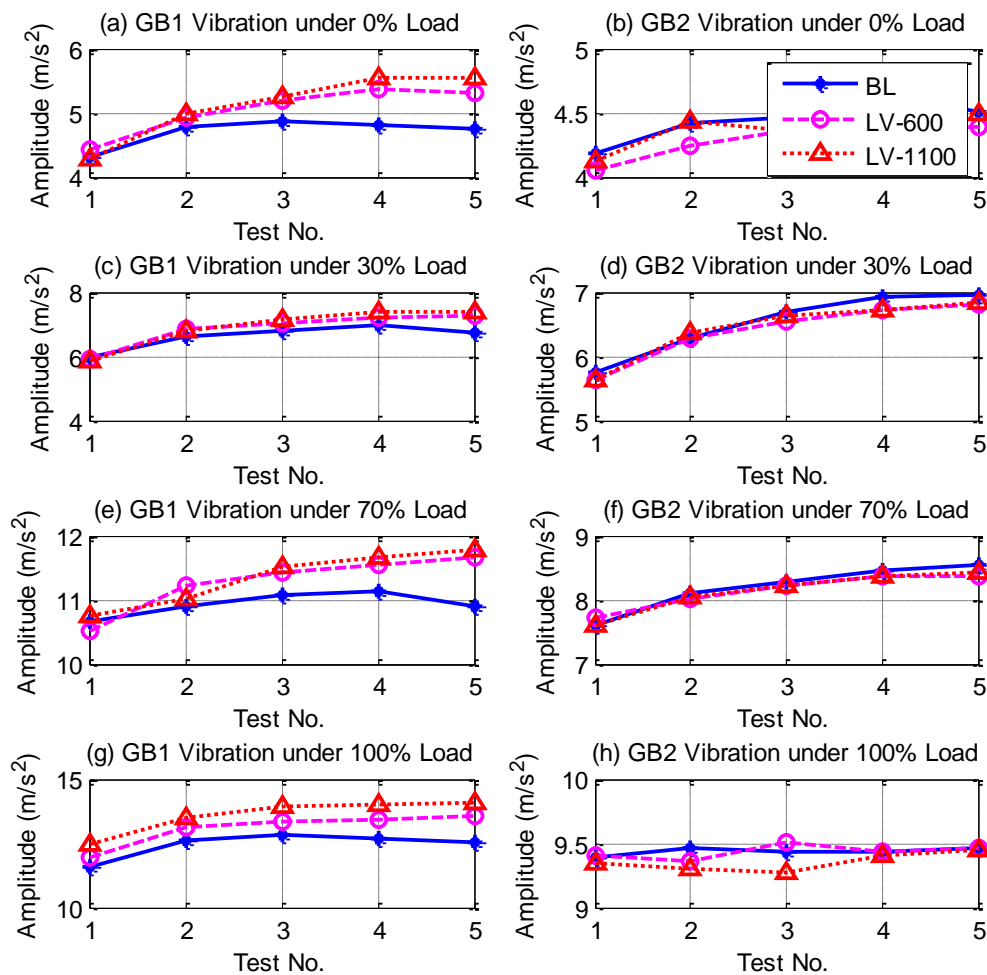 (a) GB1 Vibration under 0% Load
Amplitude (m/s²)
6
5
4
1 2 3 4 5
Test No.
(b) GB2 Vibration under 0% Load
Amplitude (m/s²)
5
4.5
4
1 2 3 4 5
Test No.
BL
LV-600
LV-1100
(c) GB1 Vibration under 30% Load
Amplitude (m/s²)
8
6
4
1 2 3 4 5
Test No.
(d) GB2 Vibration under 30% Load
Amplitude (m/s²)
7
6
5
1 2 3 4 5
Test No.
(e) GB1 Vibration under 70% Load
Amplitude (m/s²)
12
11
10
1 2 3 4 5
Test No.
(f) GB2 Vibration under 70% Load
Amplitude (m/s²)
9
8
7
1 2 3 4 5
Test No.
(g) GB1 Vibration under 100% Load
Amplitude (m/s²)
15
10
1 2 3 4 5
Test No.
(h) GB2 Vibration under 100% Load
Amplitude (m/s²)
10
9.5
9
1 2 3 4 5
Test No.